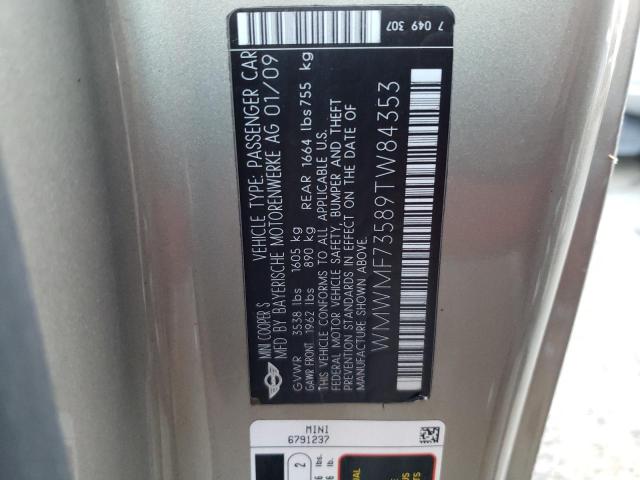 7 049 307
VEHICLE TYPE: PASSENGER CAR
MINI COOPER S
MFD BY BAYERISCHE MOTORENWERKE AG 01/09
GVWR 3538 lbs 1605 kg
GAWR FRONT 1962 lbs 890 kg REAR 1664 lbs 755 kg
THIS VEHICLE CONFORMS TO ALL APPLICABLE U.S.
FEDERAL MOTOR VEHICLE SAFETY, BUMPER AND THEFT
PREVENTION STANDARDS IN EFFECT ON THE DATE OF
MANUFACTURE SHOWN ABOVE.
WMWMF73589TW84353
MINI
6791237
2
lbs.
lb.